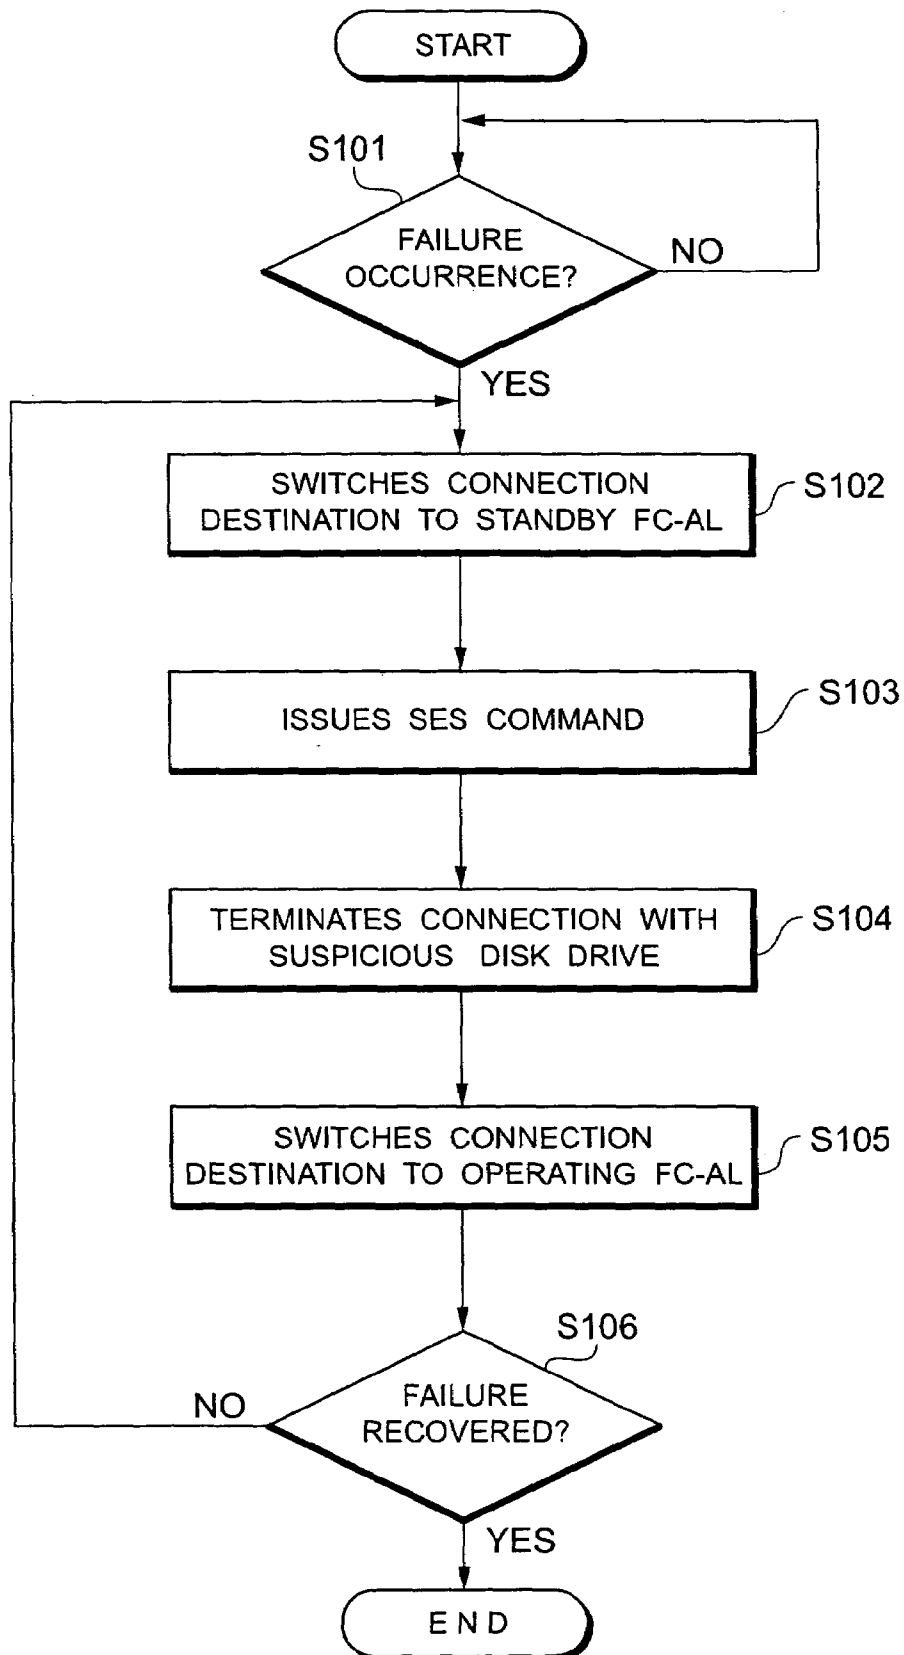 START
S101
FAILURE
OCCURRENCE?
NO
YES
SWITCHES CONNECTION
DESTINATION TO STANDBY FC-AL
S102
ISSUES SES COMMAND
S103
TERMINATES CONNECTION WITH
SUSPICIOUS DISK DRIVE
S104
SWITCHES CONNECTION
DESTINATION TO OPERATING FC-AL
S105
S106
FAILURE
RECOVERED?
NO
YES
END